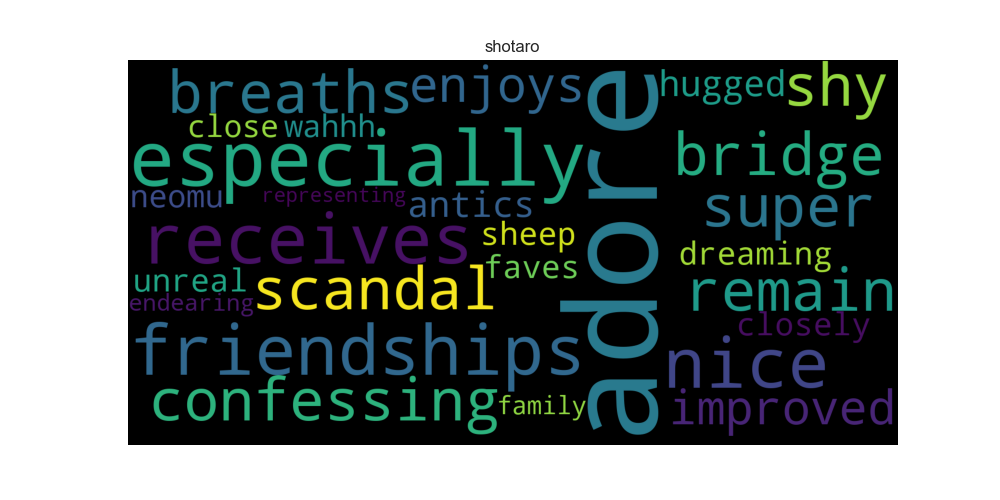 shotaro
breaths enjoys hugged shy
close wahhh
especially adore bridge
neomu representing antics super
receives sheep dreaming
unreal scandal faves remain
endearing closely
friendships nice
confessing family improved